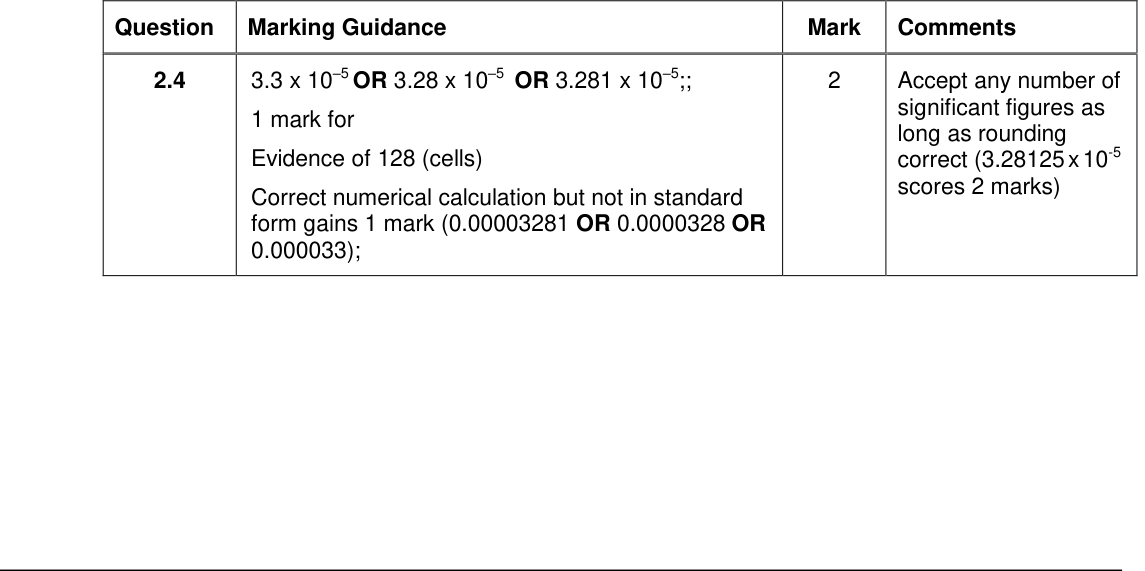 Question Marking Guidance Mark Comments
2.4
3.3 x 10⁻⁵ OR 3.28 x 10⁻⁵ OR 3.281 x 10⁻⁵;;
1 mark for
Evidence of 128 (cells)
Correct numerical calculation but not in standard
form gains 1 mark (0.00003281 OR 0.0000328 OR
0.000033);
2
Accept any number of
significant figures as
long as rounding
correct (3.28125 x 10⁻⁵
scores 2 marks)